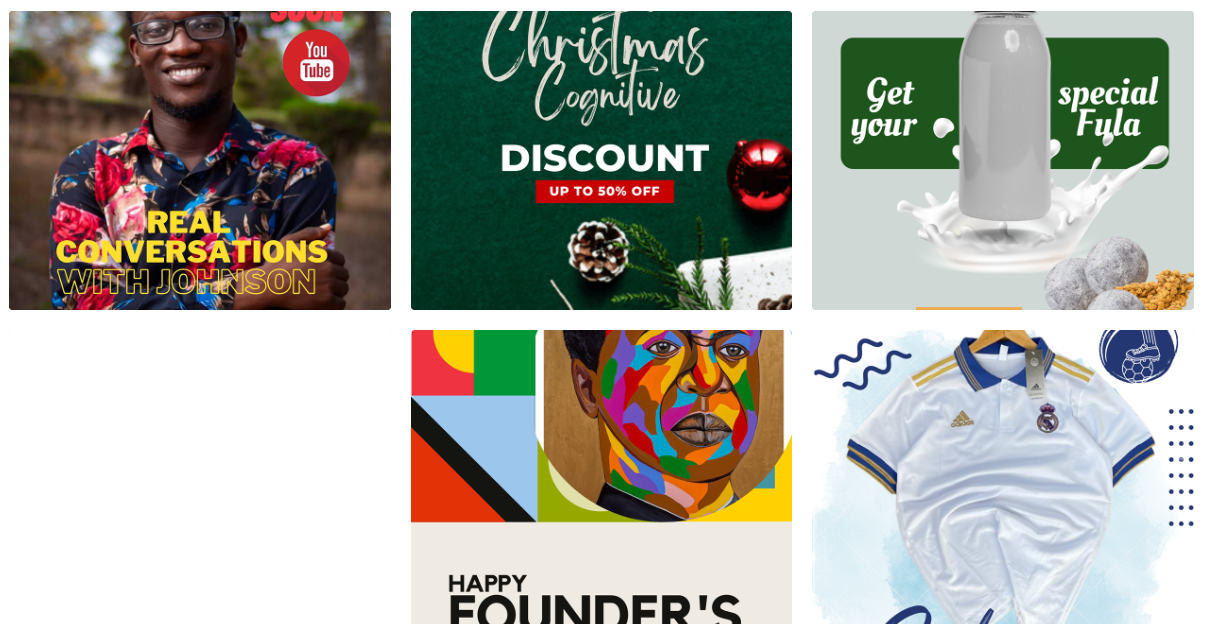 SOON
You
Tube
REAL
CONVERSATIONS
WITH JOHNSON
Christmas
Cognitive
DISCOUNT
UP TO 50% OFF
Get
your
special
Fula
HAPPY
FOUNDER'S